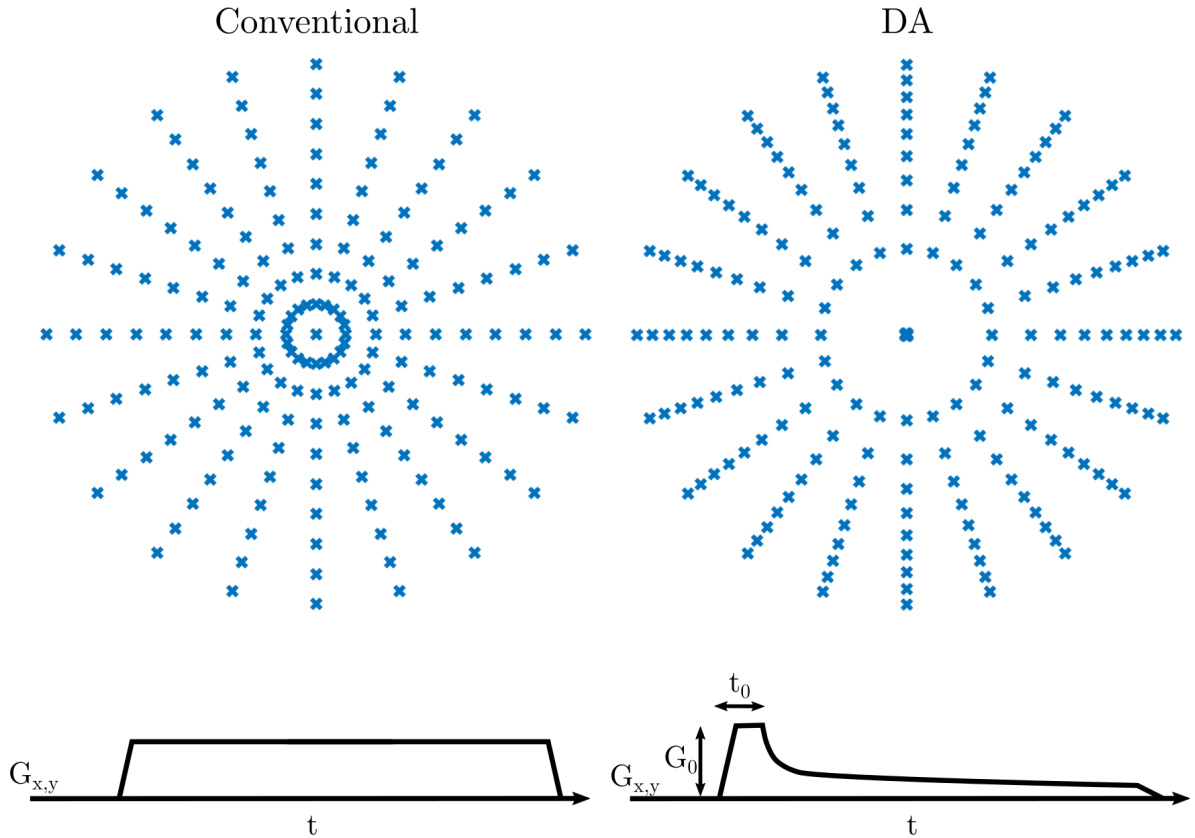 Conventional
DA
t₀
G₀
Gₓ,ᵧ
t
Gₓ,ᵧ
t